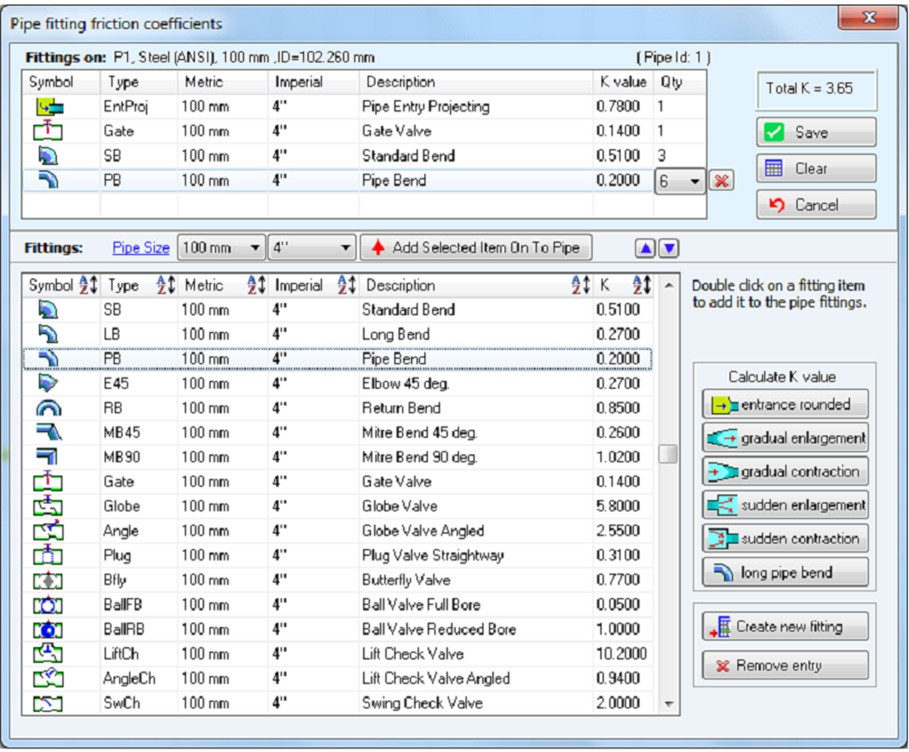 Pipe fitting friction coefficients
Fittings on: P1, Steel (ANSI), 100 mm ,ID=102.260 mm ( Pipe Id: 1 )
Symbol Type Metric Imperial Description K value Qty
EntProj 100 mm 4" Pipe Entry Projecting 0.7800 1
Gate 100 mm 4" Gate Valve 0.1400 1
SB 100 mm 4" Standard Bend 0.5100 3
PB 100 mm 4" Pipe Bend 0.2000 6
Total K = 3.65
Save
Clear
Cancel
Fittings: Pipe Size 100 mm 4" Add Selected Item On To Pipe
Symbol Type Metric Imperial Description K
SB 100 mm 4" Standard Bend 0.5100
LB 100 mm 4" Long Bend 0.2700
PB 100 mm 4" Pipe Bend 0.2000
E45 100 mm 4" Elbow 45 deg. 0.2700
RB 100 mm 4" Return Bend 0.8500
MB45 100 mm 4" Mitre Bend 45 deg. 0.2600
MB90 100 mm 4" Mitre Bend 90 deg. 1.0200
Gate 100 mm 4" Gate Valve 0.1400
Globe 100 mm 4" Globe Valve 5.8000
Angle 100 mm 4" Globe Valve Angled 2.5500
Plug 100 mm 4" Plug Valve Straightway 0.3100
Bfly 100 mm 4" Butterfly Valve 0.7700
BallFB 100 mm 4" Ball Valve Full Bore 0.0500
BallRB 100 mm 4" Ball Valve Reduced Bore 1.0000
LiftCh 100 mm 4" Lift Check Valve 10.2000
AngleCh 100 mm 4" Lift Check Valve Angled 0.9400
SwCh 100 mm 4" Swing Check Valve 2.0000
Double click on a fitting item
to add it to the pipe fittings.
Calculate K value
entrance rounded
gradual enlargement
gradual contraction
sudden enlargement
sudden contraction
long pipe bend
Create new fitting
Remove entry